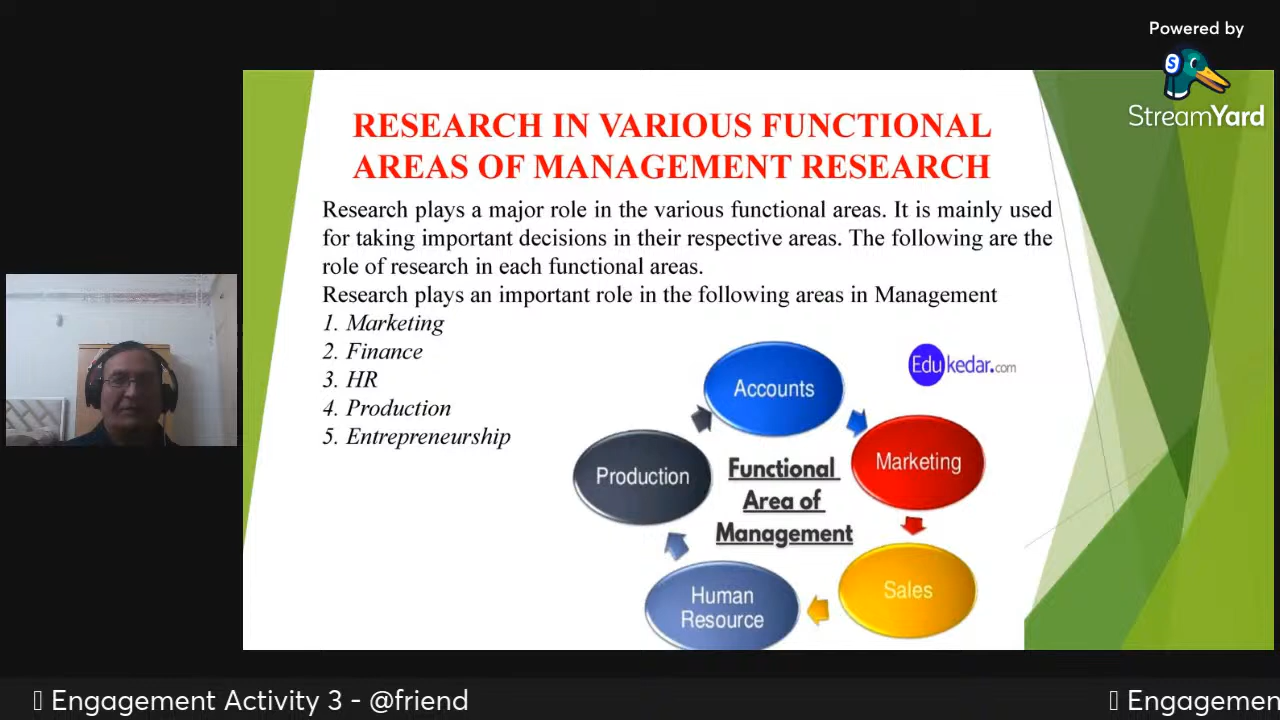 Powered by
StreamYard
RESEARCH IN VARIOUS FUNCTIONAL
AREAS OF MANAGEMENT RESEARCH
Research plays a major role in the various functional areas. It is mainly used
for taking important decisions in their respective areas. The following are the
role of research in each functional areas.
Research plays an important role in the following areas in Management
1. Marketing
2. Finance
3. HR
4. Production
5. Entrepreneurship
Edukedar.com
Accounts
Marketing
Sales
Human
Resource
Production
Functional
Area of
Management
Engagement Activity 3 - @friend
Engagemen